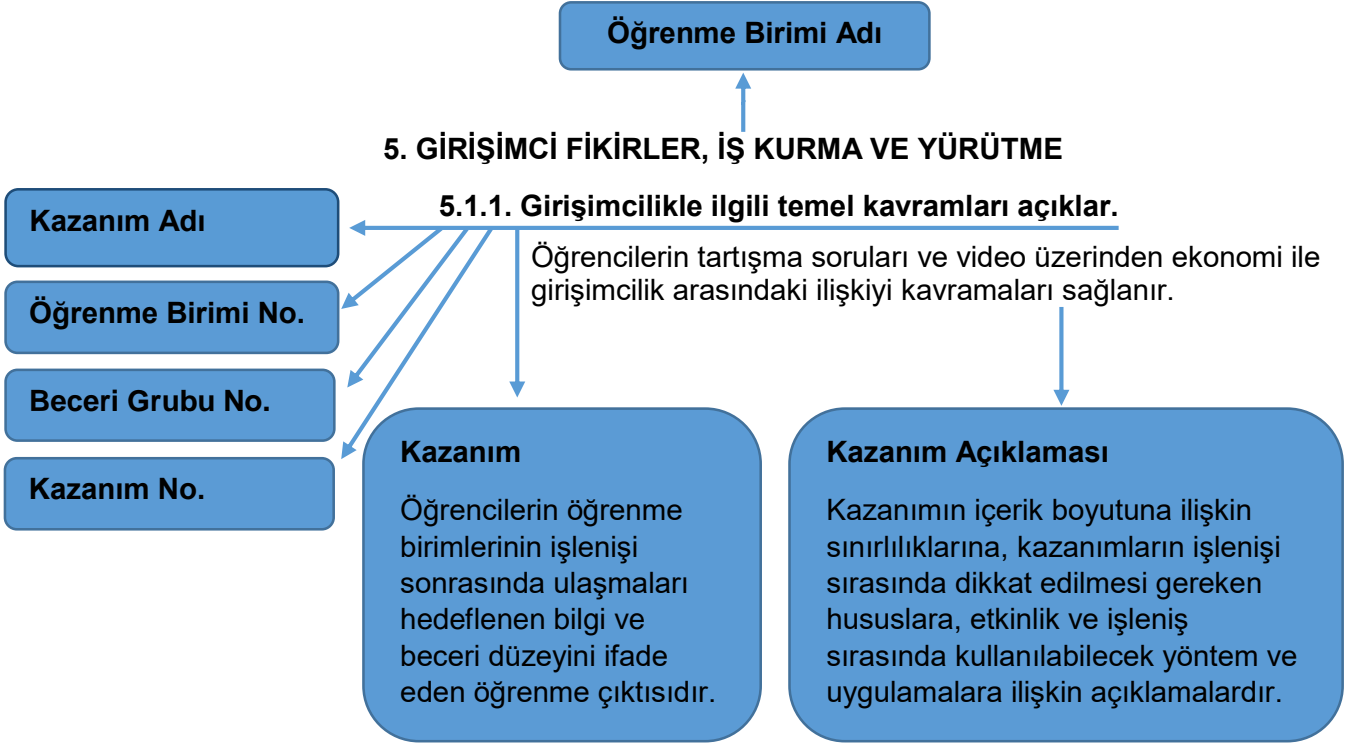 Öğrenme Birimi Adı
5. GİRİŞİMCİ FİKİRLER, İŞ KURMA VE YÜRÜTME
5.1.1. Girişimcilikle ilgili temel kavramları açıklar.
Öğrencilerin tartışma soruları ve video üzerinden ekonomi ile
girişimcilik arasındaki ilişkiyi kavramaları sağlanır.
Kazanım Adı
Öğrenme Birimi No.
Beceri Grubu No.
Kazanım No.
Kazanım
Öğrencilerin öğrenme
birimlerinin işlenişi
sonrasında ulaşmaları
hedeflenen bilgi ve
beceri düzeyini ifade
eden öğrenme çıktısıdır.
Kazanım Açıklaması
Kazanımın içerik boyutuna ilişkin
sınırlılıklarına, kazanımların işlenişi
sırasında dikkat edilmesi gereken
hususlara, etkinlik ve işleniş
sırasında kullanılabilecek yöntem ve
uygulamalara ilişkin açıklamalardır.